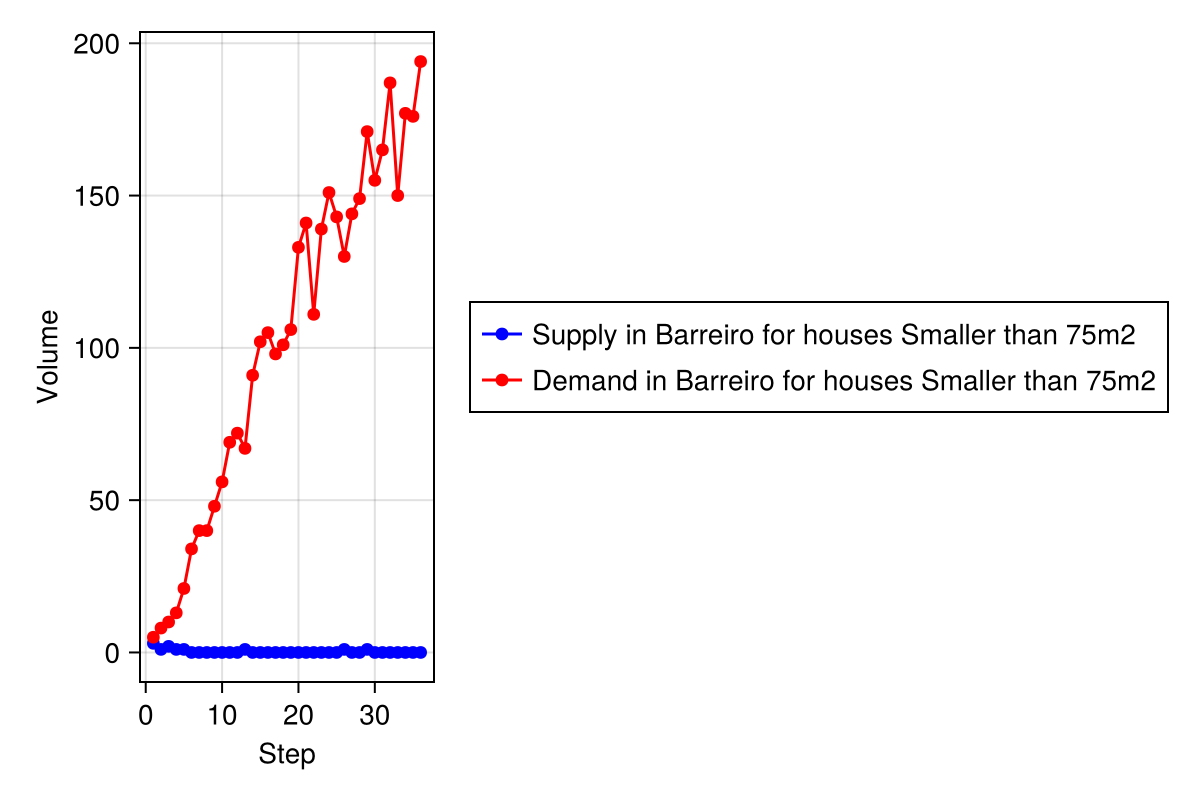 200
150
100
50
0
Volume
0 10 20 30
Step
Supply in Barreiro for houses Smaller than 75m2
Demand in Barreiro for houses Smaller than 75m2